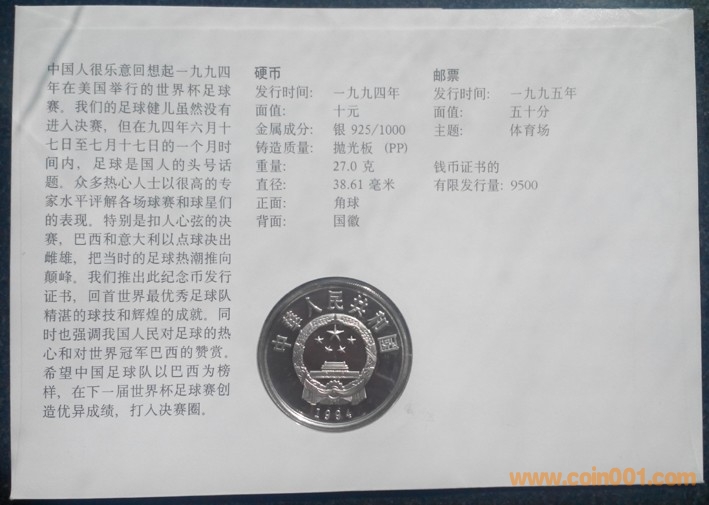 中国人很乐意回想起一九九四
年在美国举行的世界杯足球
赛。我们的足球健儿虽然没有
进入决赛，但在九四年六月十
七日至七月十七日的一个月时
间内，足球是国人的头号话
题。众多热心人士以很高的专
家水平评解各场球赛和球星们
的表现。特别是扣人心弦的决
赛，巴西和意大利以点球决出
雌雄，把当时的足球热潮推向
颠峰。我们推出此纪念币发行
证书，回首世界最优秀足球队
精湛的球技和辉煌的成就。同
时也强调我国人民对足球的热
心和对世界冠军巴西的赞赏。
希望中国足球队以巴西为榜
样，在下一届世界杯足球赛创
造优异成绩，打入决赛圈。
硬币
发行时间: 一九九四年
面值: 十元
金属成分: 银 925/1000
铸造质量: 抛光板 (PP)
重量: 27.0 克
直径: 38.61 毫米
正面: 角球
背面: 国徽
邮票
发行时间: 一九九五年
面值: 五十分
主题: 体育场
钱币证书的
有限发行量: 9500
中華人民共和國
1994
www.coin001.com